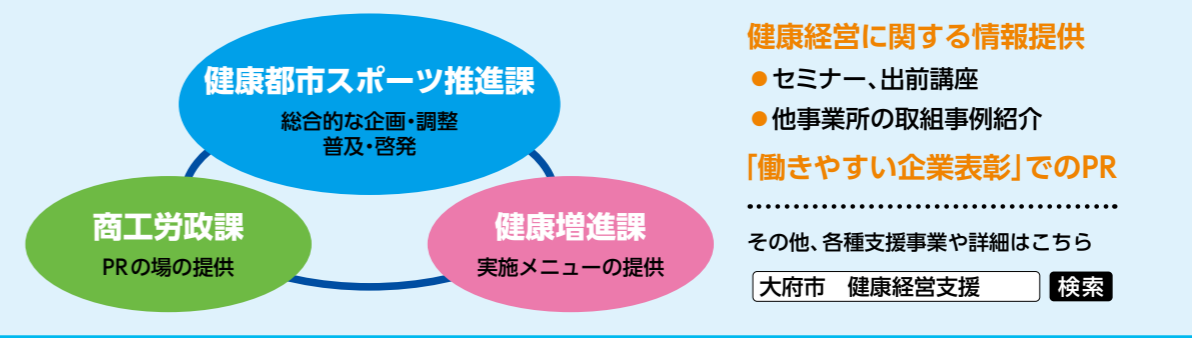 健康都市スポーツ推進課
総合的な企画・調整
普及・啓発
商工労政課
PRの場の提供
健康増進課
実施メニューの提供
健康経営に関する情報提供
●セミナー、出前講座
●他事業所の取組事例紹介
「働きやすい企業表彰」でのPR
その他、各種支援事業や詳細はこちら
大府市 健康経営支援 検索